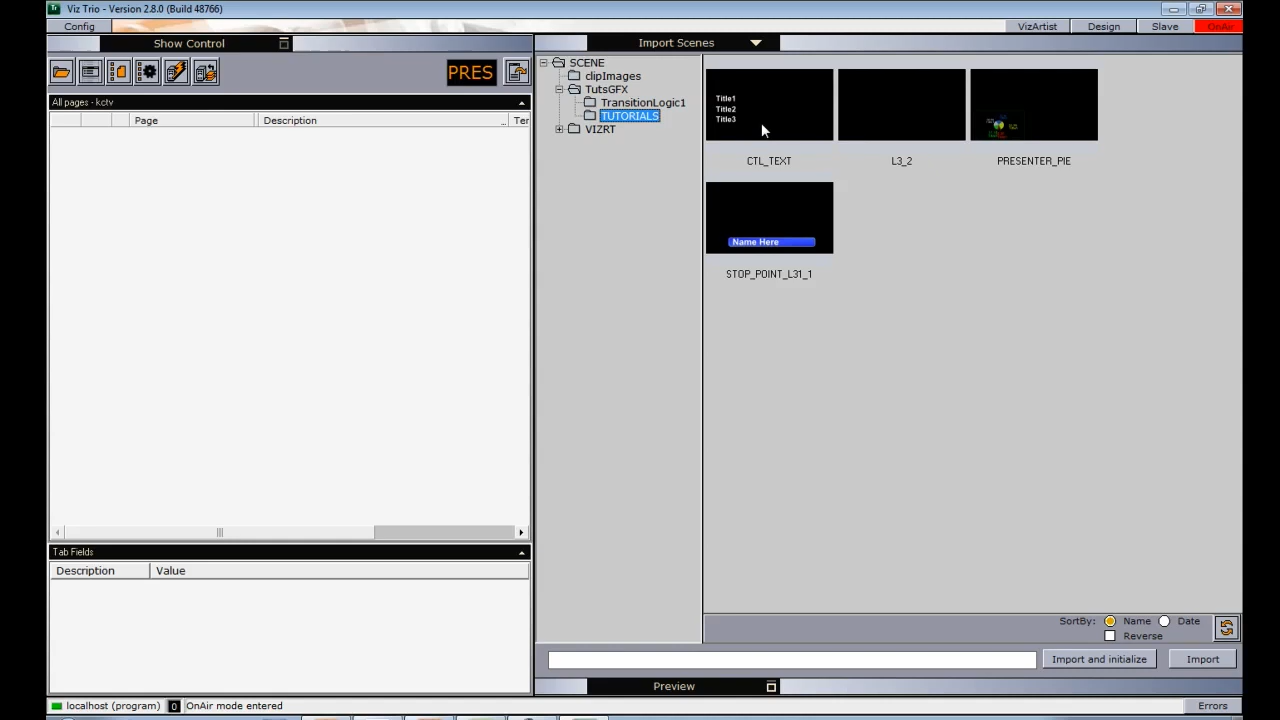 Viz Trio - Version 2.8.0 (Build 48766)
Config
VizArtist
Design
Slave
OnAir
Show Control
Import Scenes
PRES
All pages - kctv
Page
Description
...
Ter
SCENE
clipImages
TutsGFX
TransitionLogic1
TUTORIALS
VIZRT
Title1
Title2
Title3
CTL_TEXT
L3_2
PRESENTER_PIE
Name Here
STOP_POINT_L31_1
Tab Fields
Description
Value
SortBy:
Name
Date
Reverse
Import and initialize
Import
Preview
localhost (program)
0
OnAir mode entered
Errors